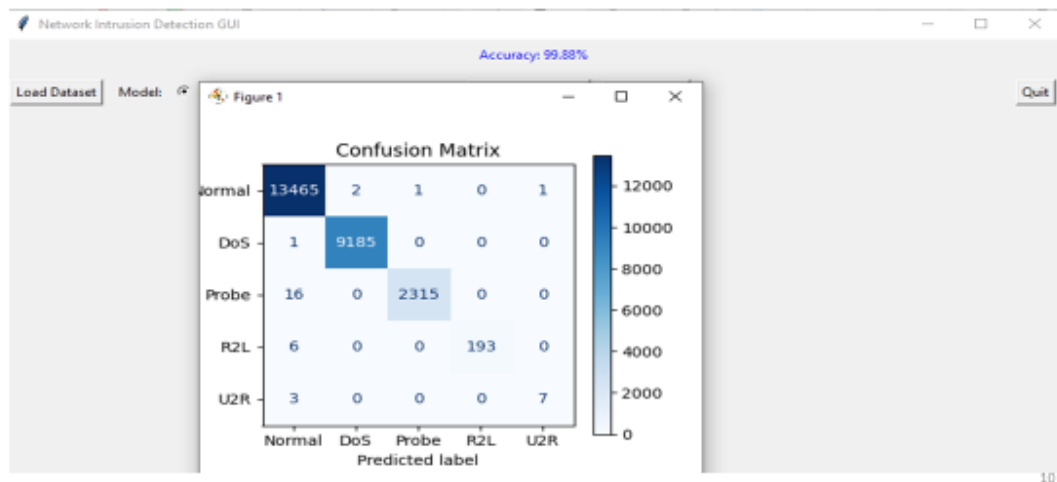 Network Intrusion Detection GUI
Accuracy: 99.88%
Load Dataset Model: Quit
Figure 1
Confusion Matrix
Normal 13465 2 1 0 1
DoS 1 9185 0 0 0
Probe 16 0 2315 0 0
R2L 6 0 0 193 0
U2R 3 0 0 0 7
Normal DoS Probe R2L U2R
Predicted label
12000
10000
8000
6000
4000
2000
0
10